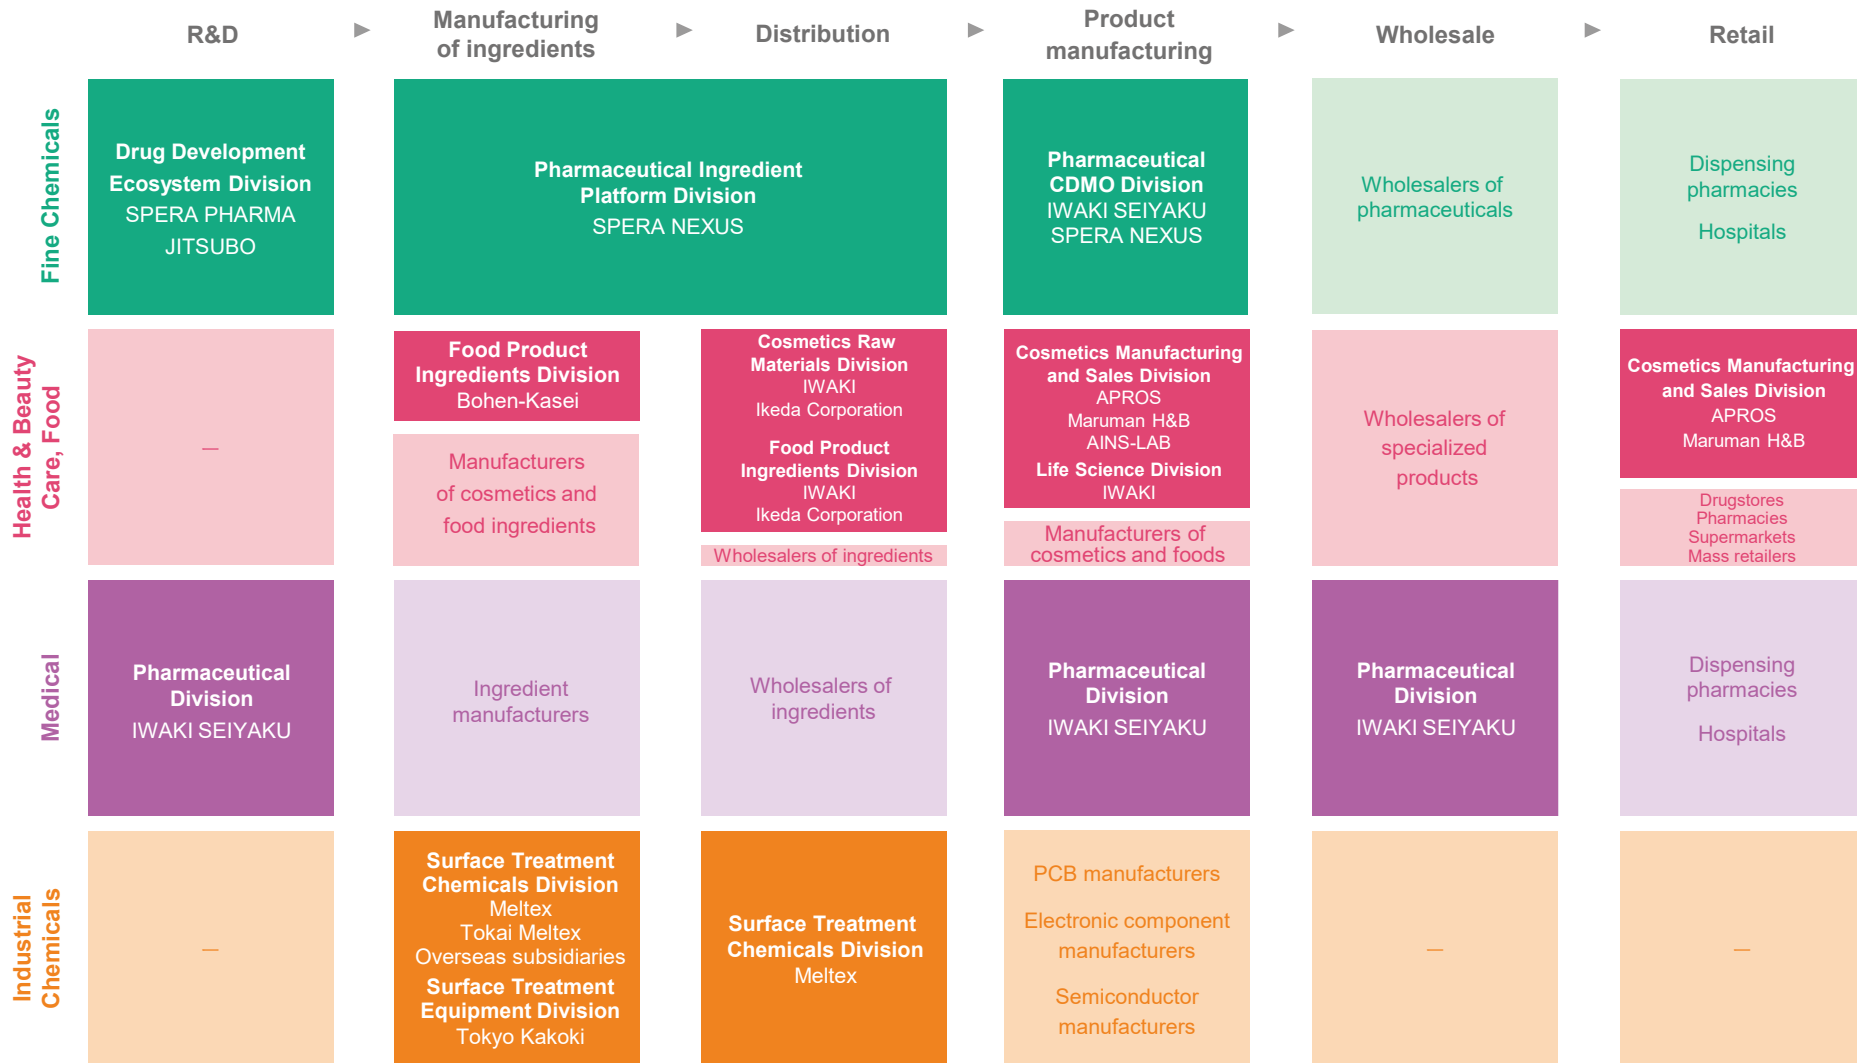 R&D
Manufacturing
of ingredients
Distribution
Product
manufacturing
Wholesale
Retail
Fine Chemicals
Drug Development
Ecosystem Division
SPERA PHARMA
JITSUBO
Pharmaceutical Ingredient
Platform Division
SPERA NEXUS
Pharmaceutical
CDMO Division
IWAKI SEIYAKU
SPERA NEXUS
Wholesalers of
pharmaceuticals
Dispensing
pharmacies
Hospitals
Health & Beauty
Care, Food
—
Food Product
Ingredients Division
Bohen-Kasei
Manufacturers
of cosmetics and
food ingredients
Cosmetics Raw
Materials Division
IWAKI
Ikeda Corporation
Food Product
Ingredients Division
IWAKI
Ikeda Corporation
Wholesalers of ingredients
Cosmetics Manufacturing
and Sales Division
APROS
Maruman H&B
AINS-LAB
Life Science Division
IWAKI
Manufacturers of
cosmetics and foods
Wholesalers of
specialized
products
Cosmetics Manufacturing
and Sales Division
APROS
Maruman H&B
Drugstores
Pharmacies
Supermarkets
Mass retailers
Medical
Pharmaceutical
Division
IWAKI SEIYAKU
Ingredient
manufacturers
Wholesalers of
ingredients
Pharmaceutical
Division
IWAKI SEIYAKU
Pharmaceutical
Division
IWAKI SEIYAKU
Dispensing
pharmacies
Hospitals
Industrial
Chemicals
—
Surface Treatment
Chemicals Division
Meltex
Tokai Meltex
Overseas subsidiaries
Surface Treatment
Equipment Division
Tokyo Kakoki
Surface Treatment
Chemicals Division
Meltex
PCB manufacturers
Electronic component
manufacturers
Semiconductor
manufacturers
—
—